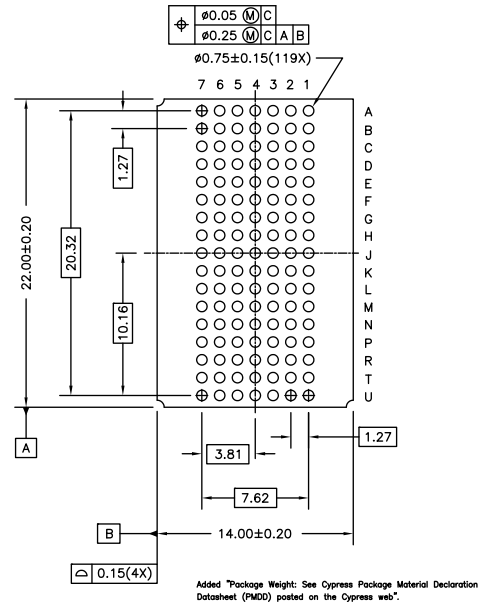 ⌖ ø0.05 Ⓜ C
ø0.25 Ⓜ C A B
ø0.75±0.15(119X)
7 6 5 4 3 2 1
A
B
C
D
E
F
G
H
J
K
L
M
N
P
R
T
U
1.27
22.00±0.20
20.32
10.16
A
1.27
3.81
7.62
B
14.00±0.20
⌓ 0.15(4X)
Added "Package Weight: See Cypress Package Material Declaration
Datasheet (PMDD) posted on the Cypress web".